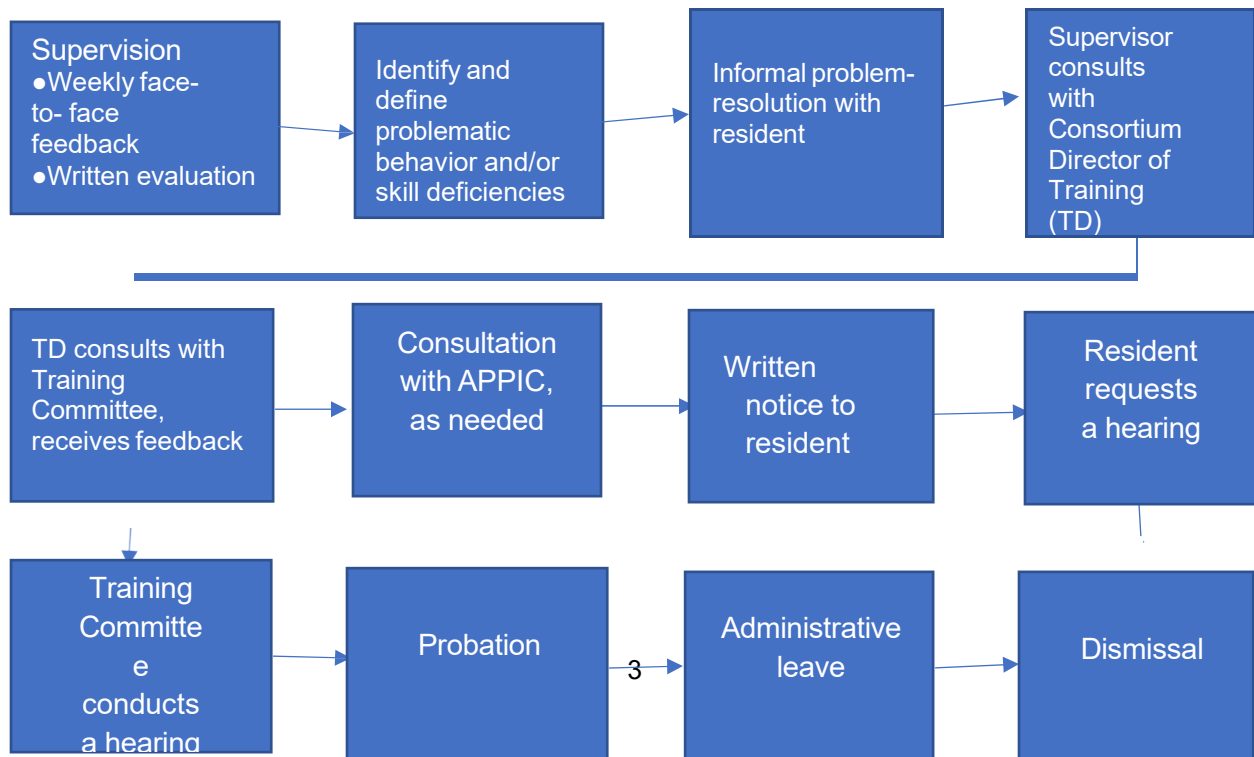 Supervision
●Weekly face-
to- face
feedback
●Written evaluation
Identify and
define
problematic
behavior and/or
skill deficiencies
Informal problem-
resolution with
resident
Supervisor
consults
with
Consortium
Director of
Training
(TD)
TD consults with
Training
Committee,
receives feedback
Consultation
with APPIC,
as needed
Written
notice to
resident
Resident
requests
a hearing
Training
Committe
e
conducts
a hearing
Probation
3
Administrative
leave
Dismissal